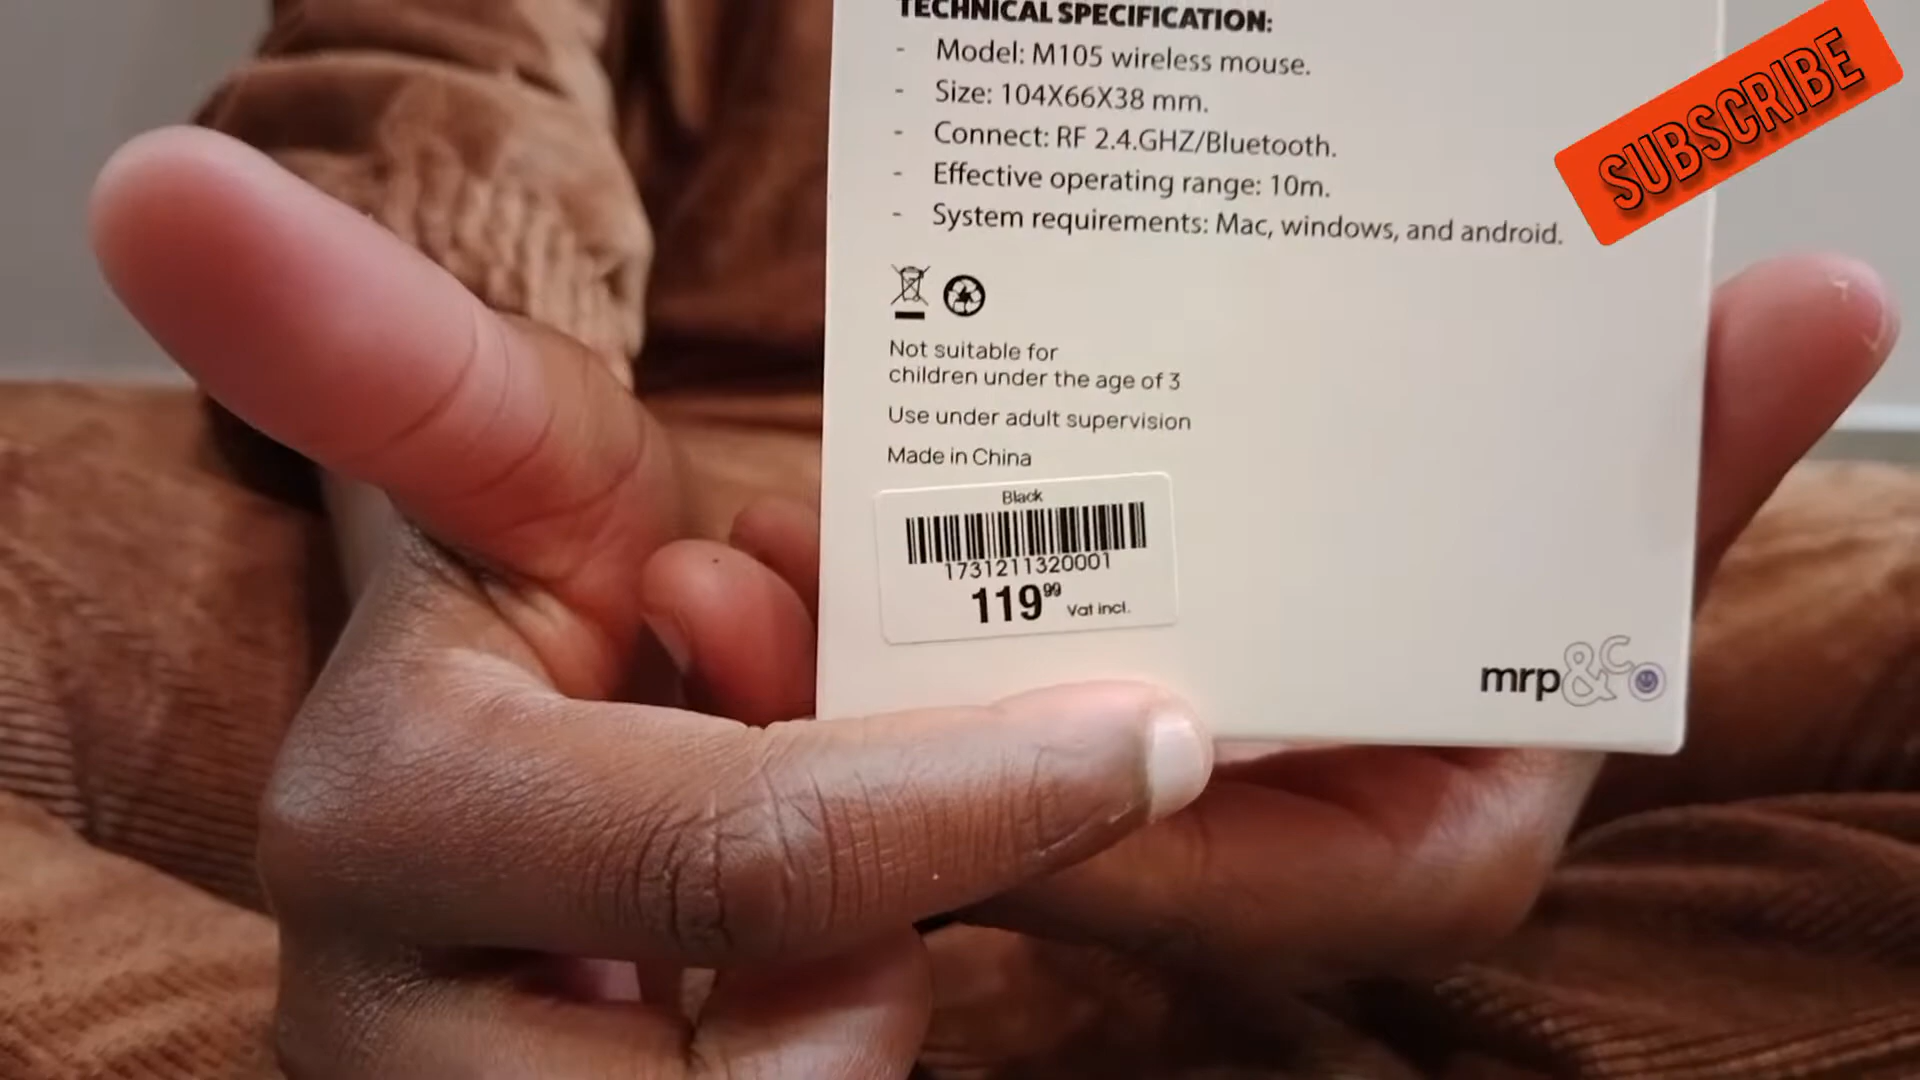 TECHNICAL SPECIFICATION:
- Model: M105 wireless mouse.
- Size: 104X66X38 mm.
- Connect: RF 2.4.GHZ/Bluetooth.
- Effective operating range: 10m.
- System requirements: Mac, windows, and android.
SUBSCRIBE
Not suitable for
children under the age of 3
Use under adult supervision
Made in China
Black
1731211320001
119⁹⁹ Vat incl.
mrp&co